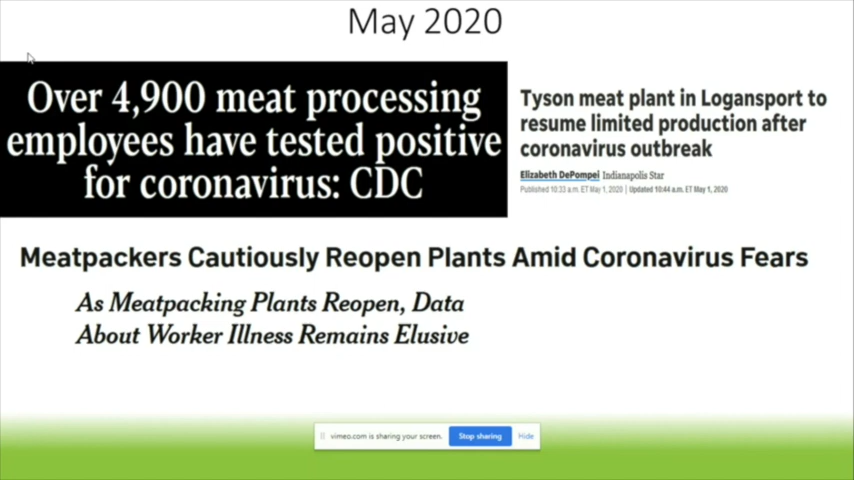 May 2020
Over 4,900 meat processing
employees have tested positive
for coronavirus: CDC
Tyson meat plant in Logansport to
resume limited production after
coronavirus outbreak
Elizabeth DePompei Indianapolis Star
Published 10:33 a.m. ET May 1, 2020 | Updated 10:44 a.m. ET May 1, 2020
Meatpackers Cautiously Reopen Plants Amid Coronavirus Fears
As Meatpacking Plants Reopen, Data
About Worker Illness Remains Elusive
vimeo.com is sharing your screen. Stop sharing Hide